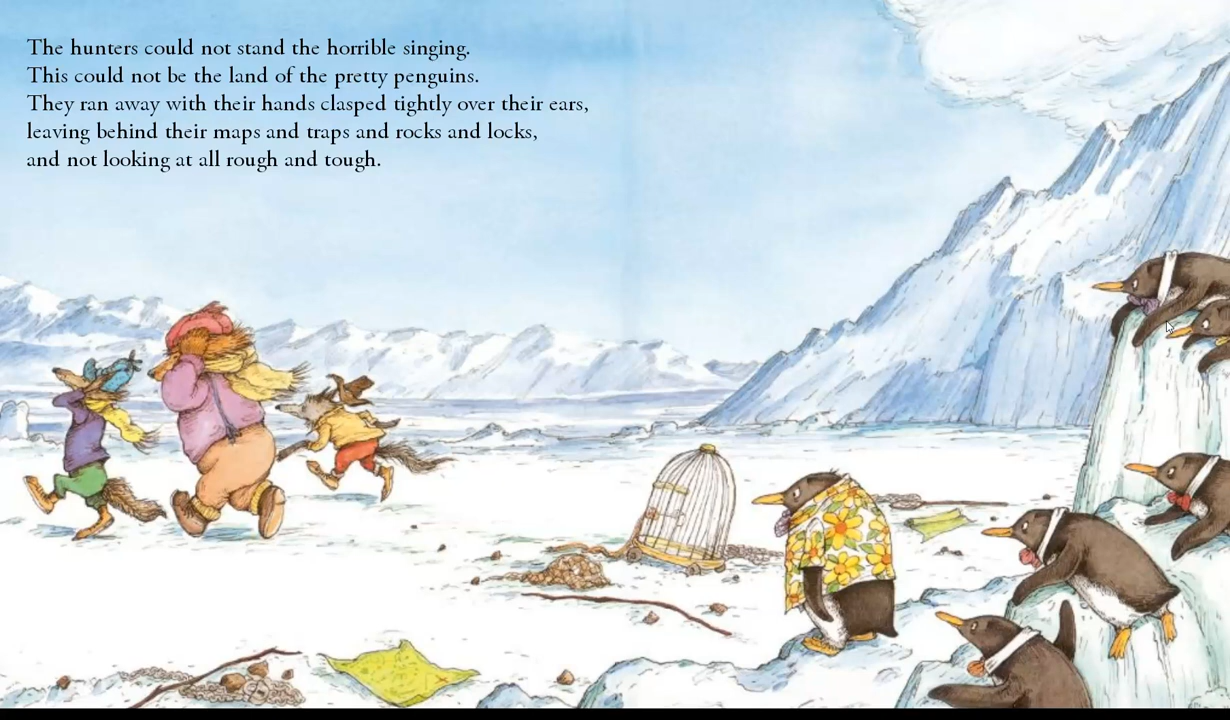 The hunters could not stand the horrible singing.
This could not be the land of the pretty penguins.
They ran away with their hands clasped tightly over their ears,
leaving behind their maps and traps and rocks and locks,
and not looking at all rough and tough.